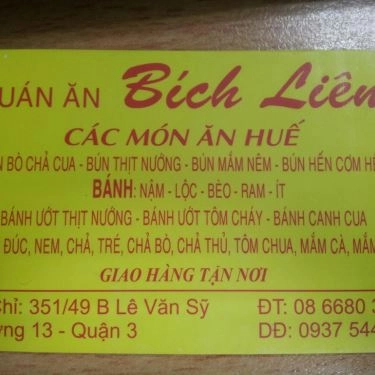 UÁN ĂN Bích Liên
CÁC MÓN ĂN HUẾ
BÒ CHẢ CUA - BÚN THỊT NƯỚNG - BÚN MẮM NÊM - BÚN HẾN CƠM
BÁNH: NẬM - LỘC - BÈO - RAM - ÍT
BÁNH ƯỚT THỊT NƯỚNG - BÁNH ƯỚT TÔM CHÁY - BÁNH CANH CUA
ĐÚC, NEM, CHẢ, TRÉ, CHẢ BÒ, CHẢ THỦ, TÔM CHUA, MẮM CÀ, MẮM
GIAO HÀNG TẬN NƠI
Chỉ: 351/49 B Lê Văn Sỹ ĐT: 08 6680
ng 13 - Quận 3 DĐ: 0937 544